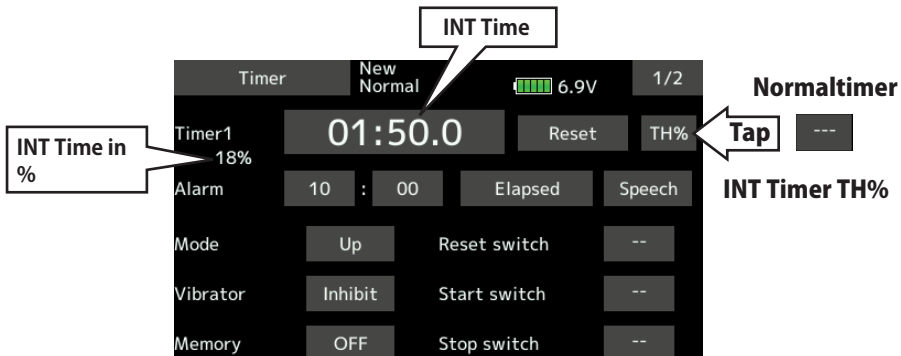 INT Time
Timer
New
Normal
6.9V
1/2
Normaltimer
Timer1
01:50.0
Reset
TH%
Tap
---
INT Time in
%
18%
Alarm
10 : 00
Elapsed
Speech
INT Timer TH%
Mode
Up
Reset switch
--
Vibrator
Inhibit
Start switch
--
Memory
OFF
Stop switch
--